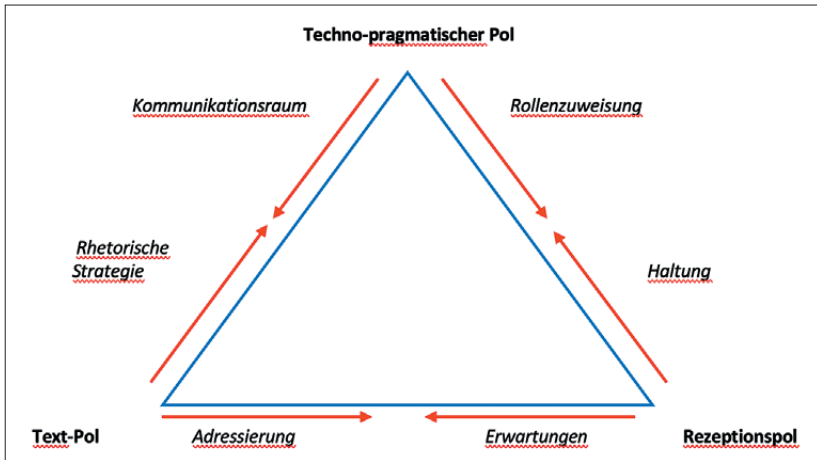 Techno-pragmatischer Pol
Kommunikationsraum
Rollenzuweisung
Rhetorische
Strategie
Haltung
Text-Pol
Adressierung
Erwartungen
Rezeptionspol